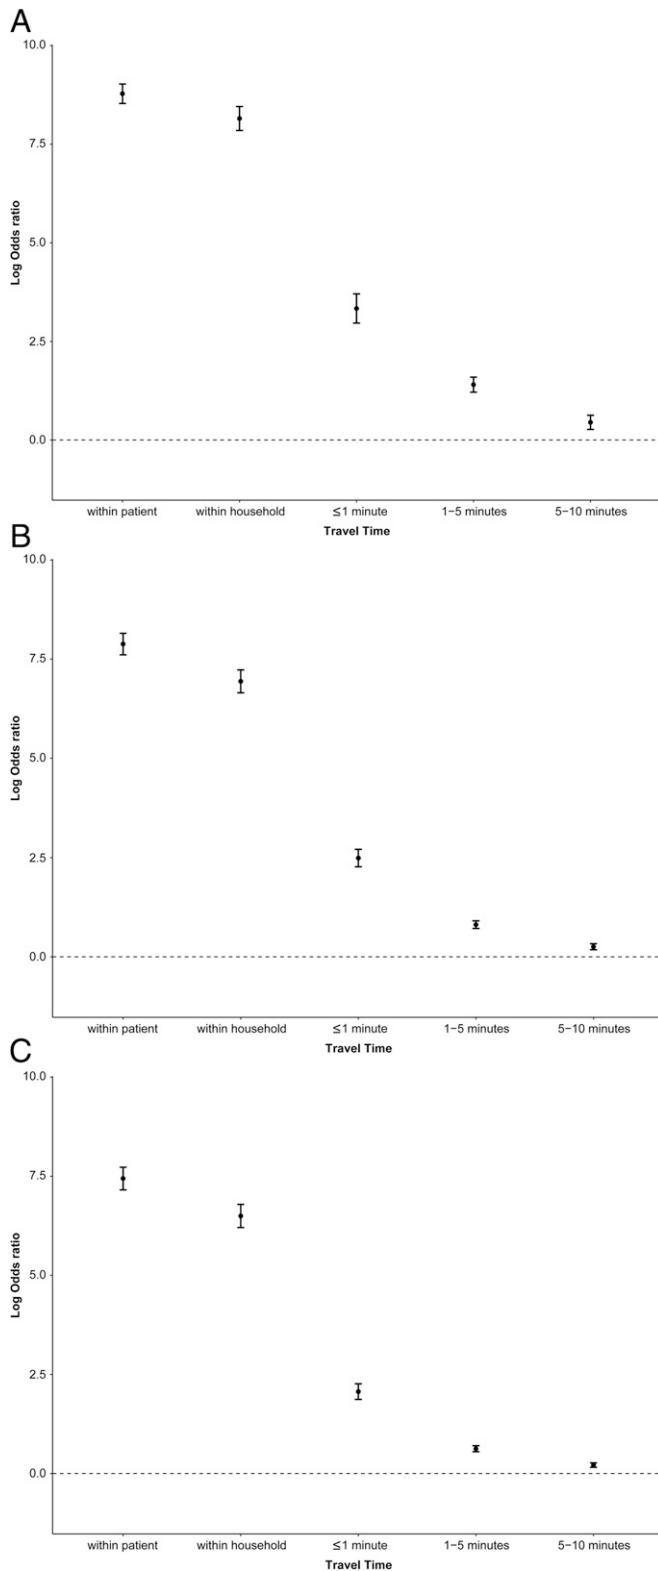 A
10.0
7.5
5.0
2.5
0.0
Log Odds ratio
within patient within household ≤1 minute 1−5 minutes 5−10 minutes
Travel Time
B
10.0
7.5
5.0
2.5
0.0
Log Odds ratio
within patient within household ≤1 minute 1−5 minutes 5−10 minutes
Travel Time
C
10.0
7.5
5.0
2.5
0.0
Log Odds ratio
within patient within household ≤1 minute 1−5 minutes 5−10 minutes
Travel Time